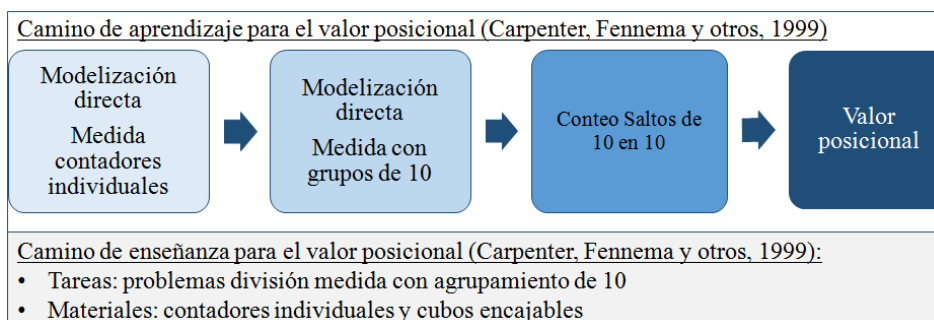 Camino de aprendizaje para el valor posicional (Carpenter, Fennema y otros, 1999)
Modelización
directa
Medida
contadores
individuales
Modelización
directa
Medida con
grupos de 10
Conteo Saltos de
10 en 10
Valor
posicional
Camino de enseñanza para el valor posicional (Carpenter, Fennema y otros, 1999):
• Tareas: problemas división medida con agrupamiento de 10
• Materiales: contadores individuales y cubos encajables